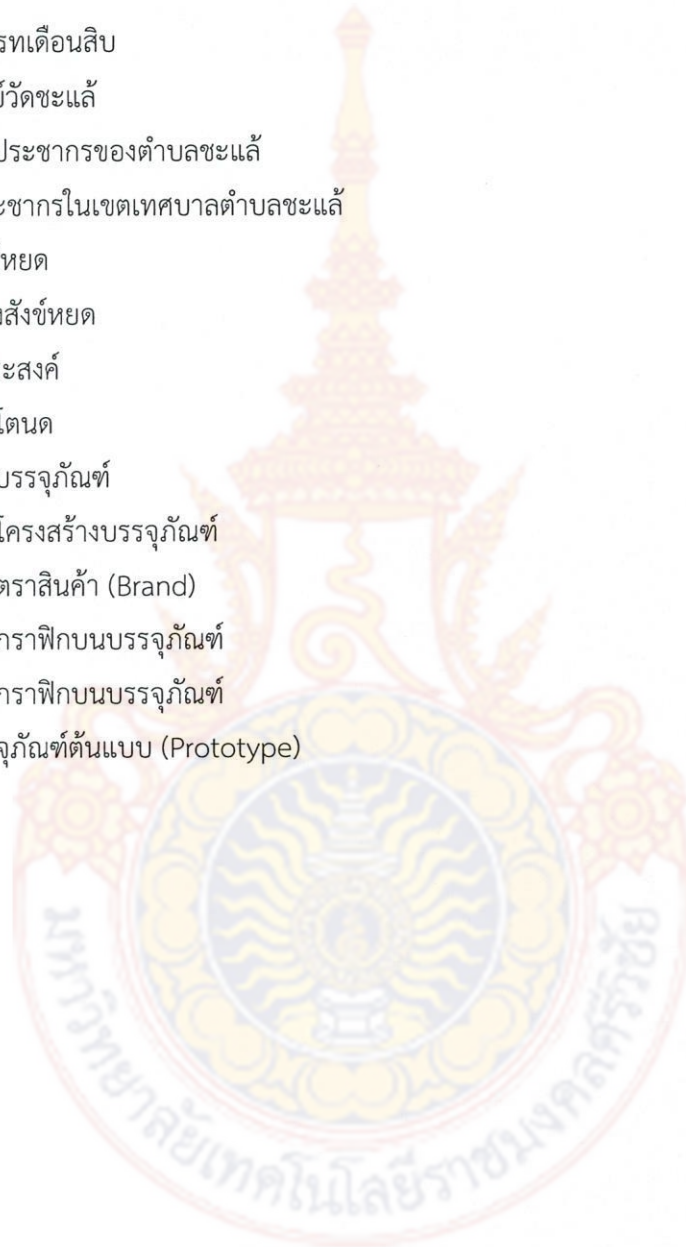 รทเดือนสิบ
์วัดชะแล้
ประชากรของตำบลชะแล้
ะชากรในเขตเทศบาลตำบลชะแล้
์หยด
งสังข์หยด
ะสงค์
โตนด
บรรจุภัณฑ์
โครงสร้างบรรจุภัณฑ์
ตราสินค้า (Brand)
กราฟิกบนบรรจุภัณฑ์
กราฟิกบนบรรจุภัณฑ์
จุภัณฑ์ต้นแบบ (Prototype)
มหาวิทยาลัยเทคโนโลยีราชมงคลศรีวิชัย